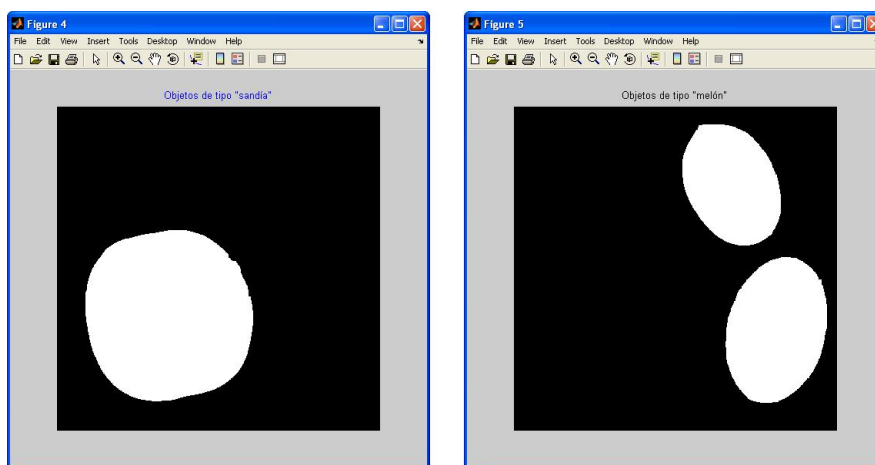 Figure 4
File Edit View Insert Tools Desktop Window Help
Objetos de tipo "sandía"
Figure 5
File Edit View Insert Tools Desktop Window Help
Objetos de tipo "melón"